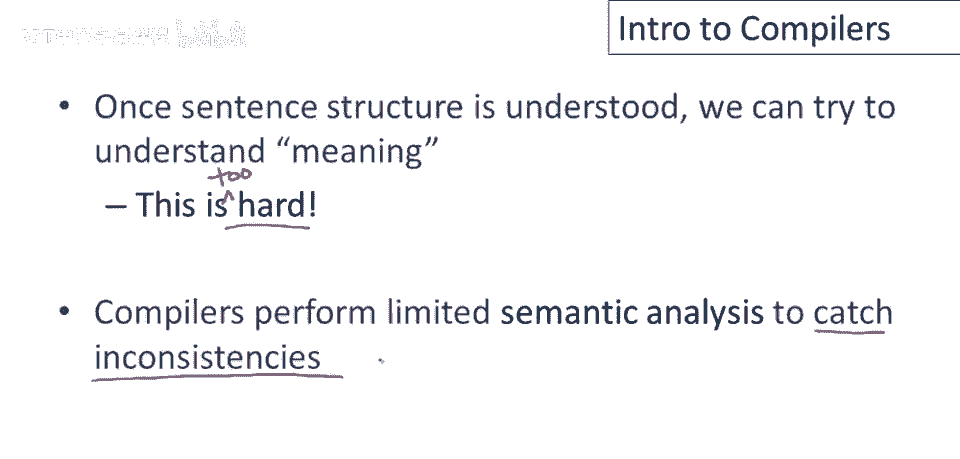 Intro to Compilers
• Once sentence structure is understood, we can try to
understand “meaning”
too
– This is ^ hard!
• Compilers perform limited semantic analysis to catch
inconsistencies